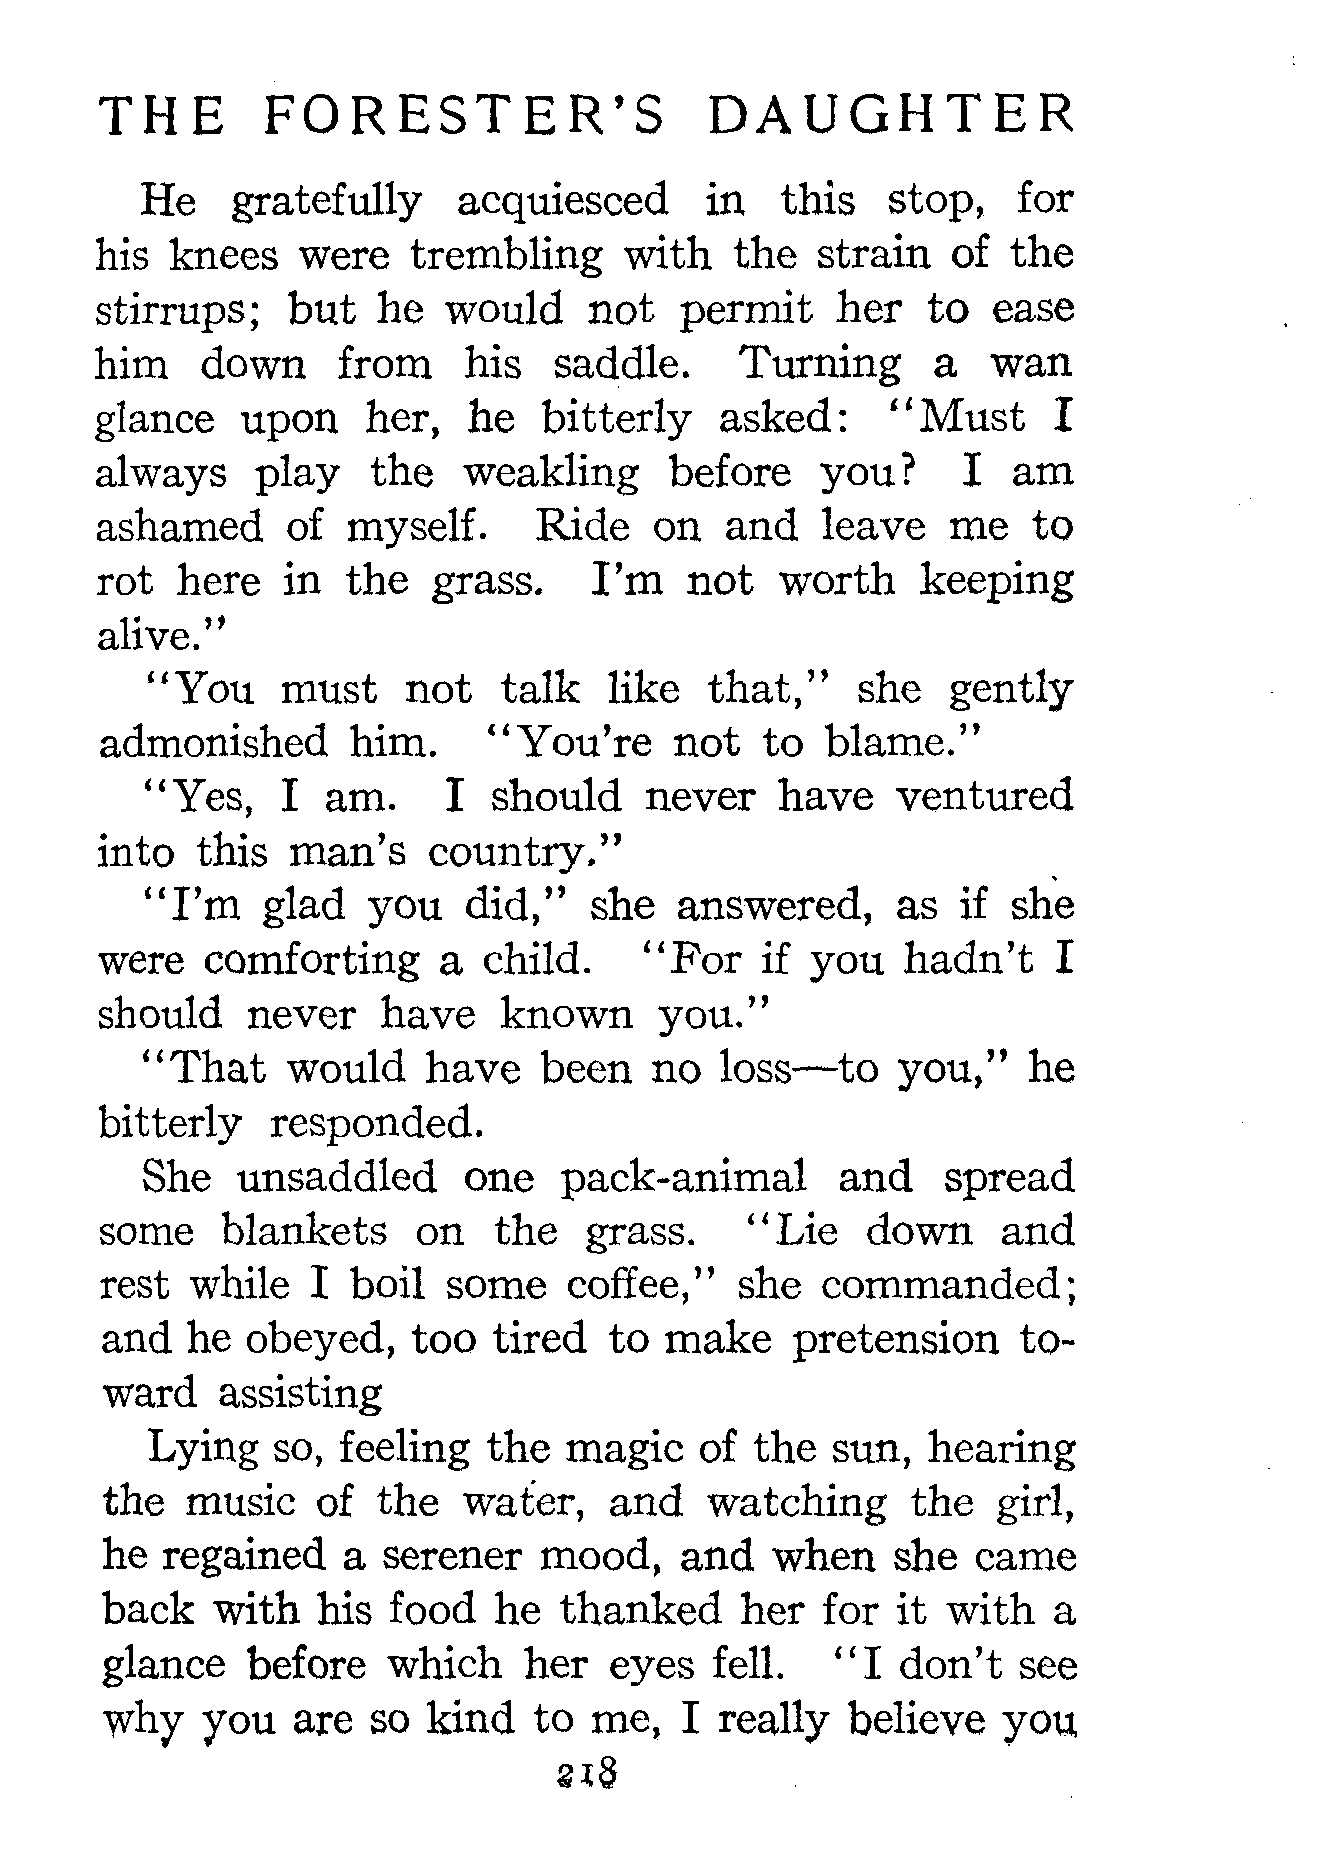 THE FORESTER'S DAUGHTER
He gratefully acquiesced in this stop, for
his knees were trembling with the strain of the
stirrups; but he would not permit her to ease
him down from his saddle. Turning a wan
glance upon her, he bitterly asked: "Must I
always play the weakling before you? I am
ashamed of myself. Ride on and leave me to
rot here in the grass. I'm not worth keeping
alive."
"You must not talk like that," she gently
admonished him. "You're not to blame."
"Yes, I am. I should never have ventured
into this man's country."
"I'm glad you did," she answered, as if she
were comforting a child. "For if you hadn't I
should never have known you."
"That would have been no loss—to you," he
bitterly responded.
She unsaddled one pack-animal and spread
some blankets on the grass. "Lie down and
rest while I boil some coffee," she commanded;
and he obeyed, too tired to make pretension to-
ward assisting
Lying so, feeling the magic of the sun, hearing
the music of the water, and watching the girl,
he regained a serener mood, and when she came
back with his food he thanked her for it with a
glance before which her eyes fell. "I don't see
why you are so kind to me, I really believe you
218